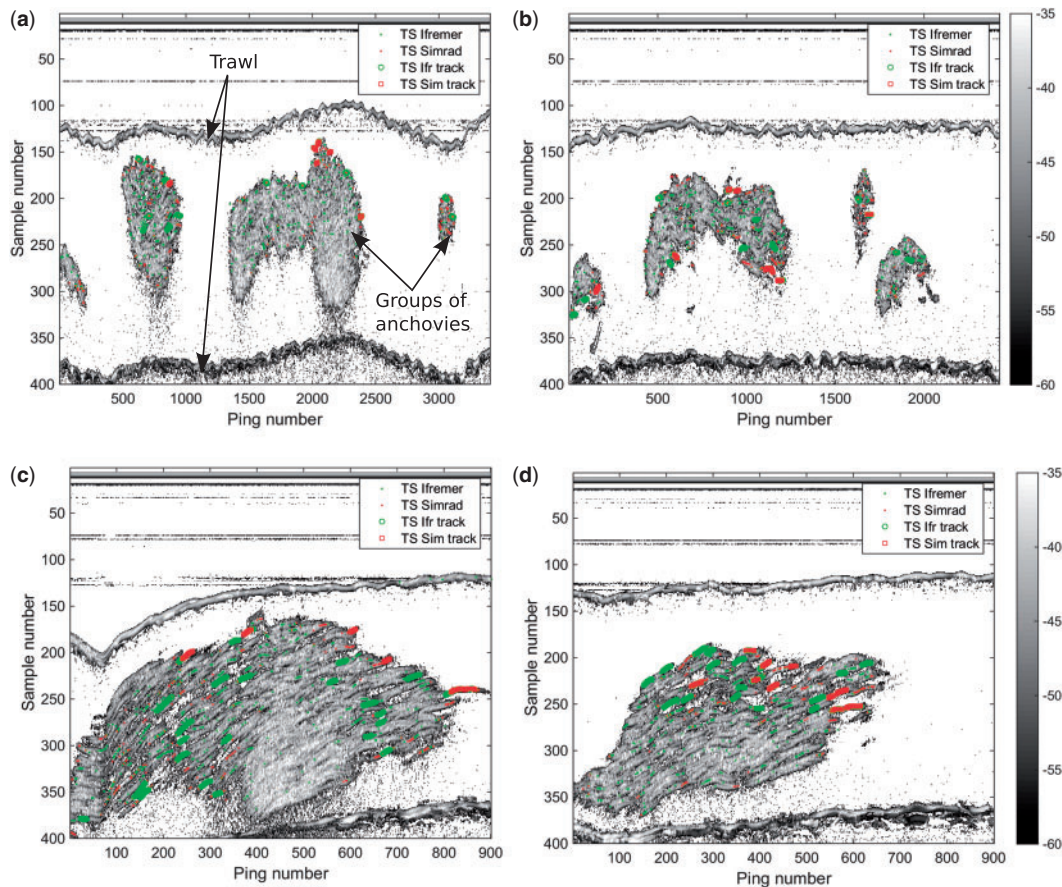 (a)
TS Ifremer
TS Simrad
TS Ifr track
TS Sim track
Trawl
Groups of
anchovies
0
50
100
150
200
250
300
350
400
Sample number
500 1000 1500 2000 2500 3000
Ping number
(b)
TS Ifremer
TS Simrad
TS Ifr track
TS Sim track
0
50
100
150
200
250
300
350
400
Sample number
500 1000 1500 2000
Ping number
-35
-40
-45
-50
-55
-60
(c)
TS Ifremer
TS Simrad
TS Ifr track
TS Sim track
0
50
100
150
200
250
300
350
400
Sample number
100 200 300 400 500 600 700 800 900
Ping number
(d)
TS Ifremer
TS Simrad
TS Ifr track
TS Sim track
0
50
100
150
200
250
300
350
400
Sample number
100 200 300 400 500 600 700 800 900
Ping number
-35
-40
-45
-50
-55
-60